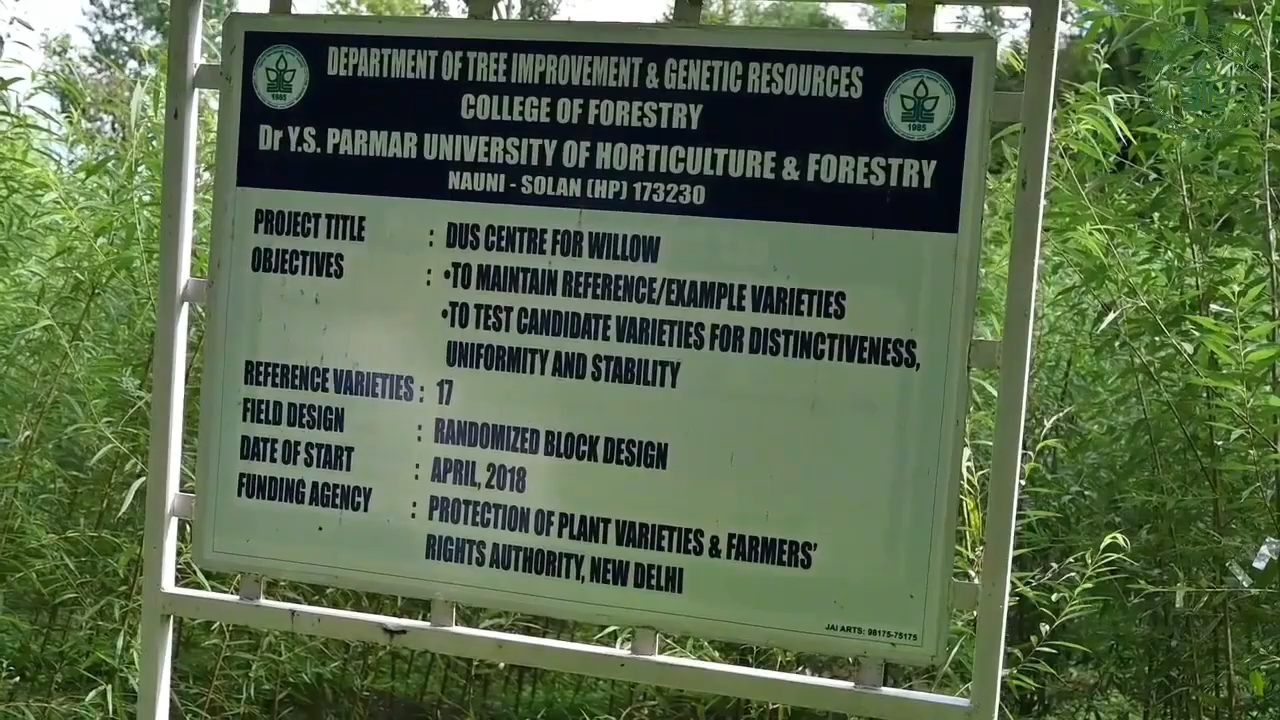 DEPARTMENT OF TREE IMPROVEMENT & GENETIC RESOURCES
COLLEGE OF FORESTRY
Dr Y.S. PARMAR UNIVERSITY OF HORTICULTURE & FORESTRY
NAUNI - SOLAN (HP) 173230
1985
1985
PROJECT TITLE : DUS CENTRE FOR WILLOW
OBJECTIVES : •TO MAINTAIN REFERENCE/EXAMPLE VARIETIES
•TO TEST CANDIDATE VARIETIES FOR DISTINCTIVENESS,
UNIFORMITY AND STABILITY
REFERENCE VARIETIES : 17
FIELD DESIGN : RANDOMIZED BLOCK DESIGN
DATE OF START : APRIL, 2018
FUNDING AGENCY : PROTECTION OF PLANT VARIETIES & FARMERS'
RIGHTS AUTHORITY, NEW DELHI
JAI ARTS: 98175-75175